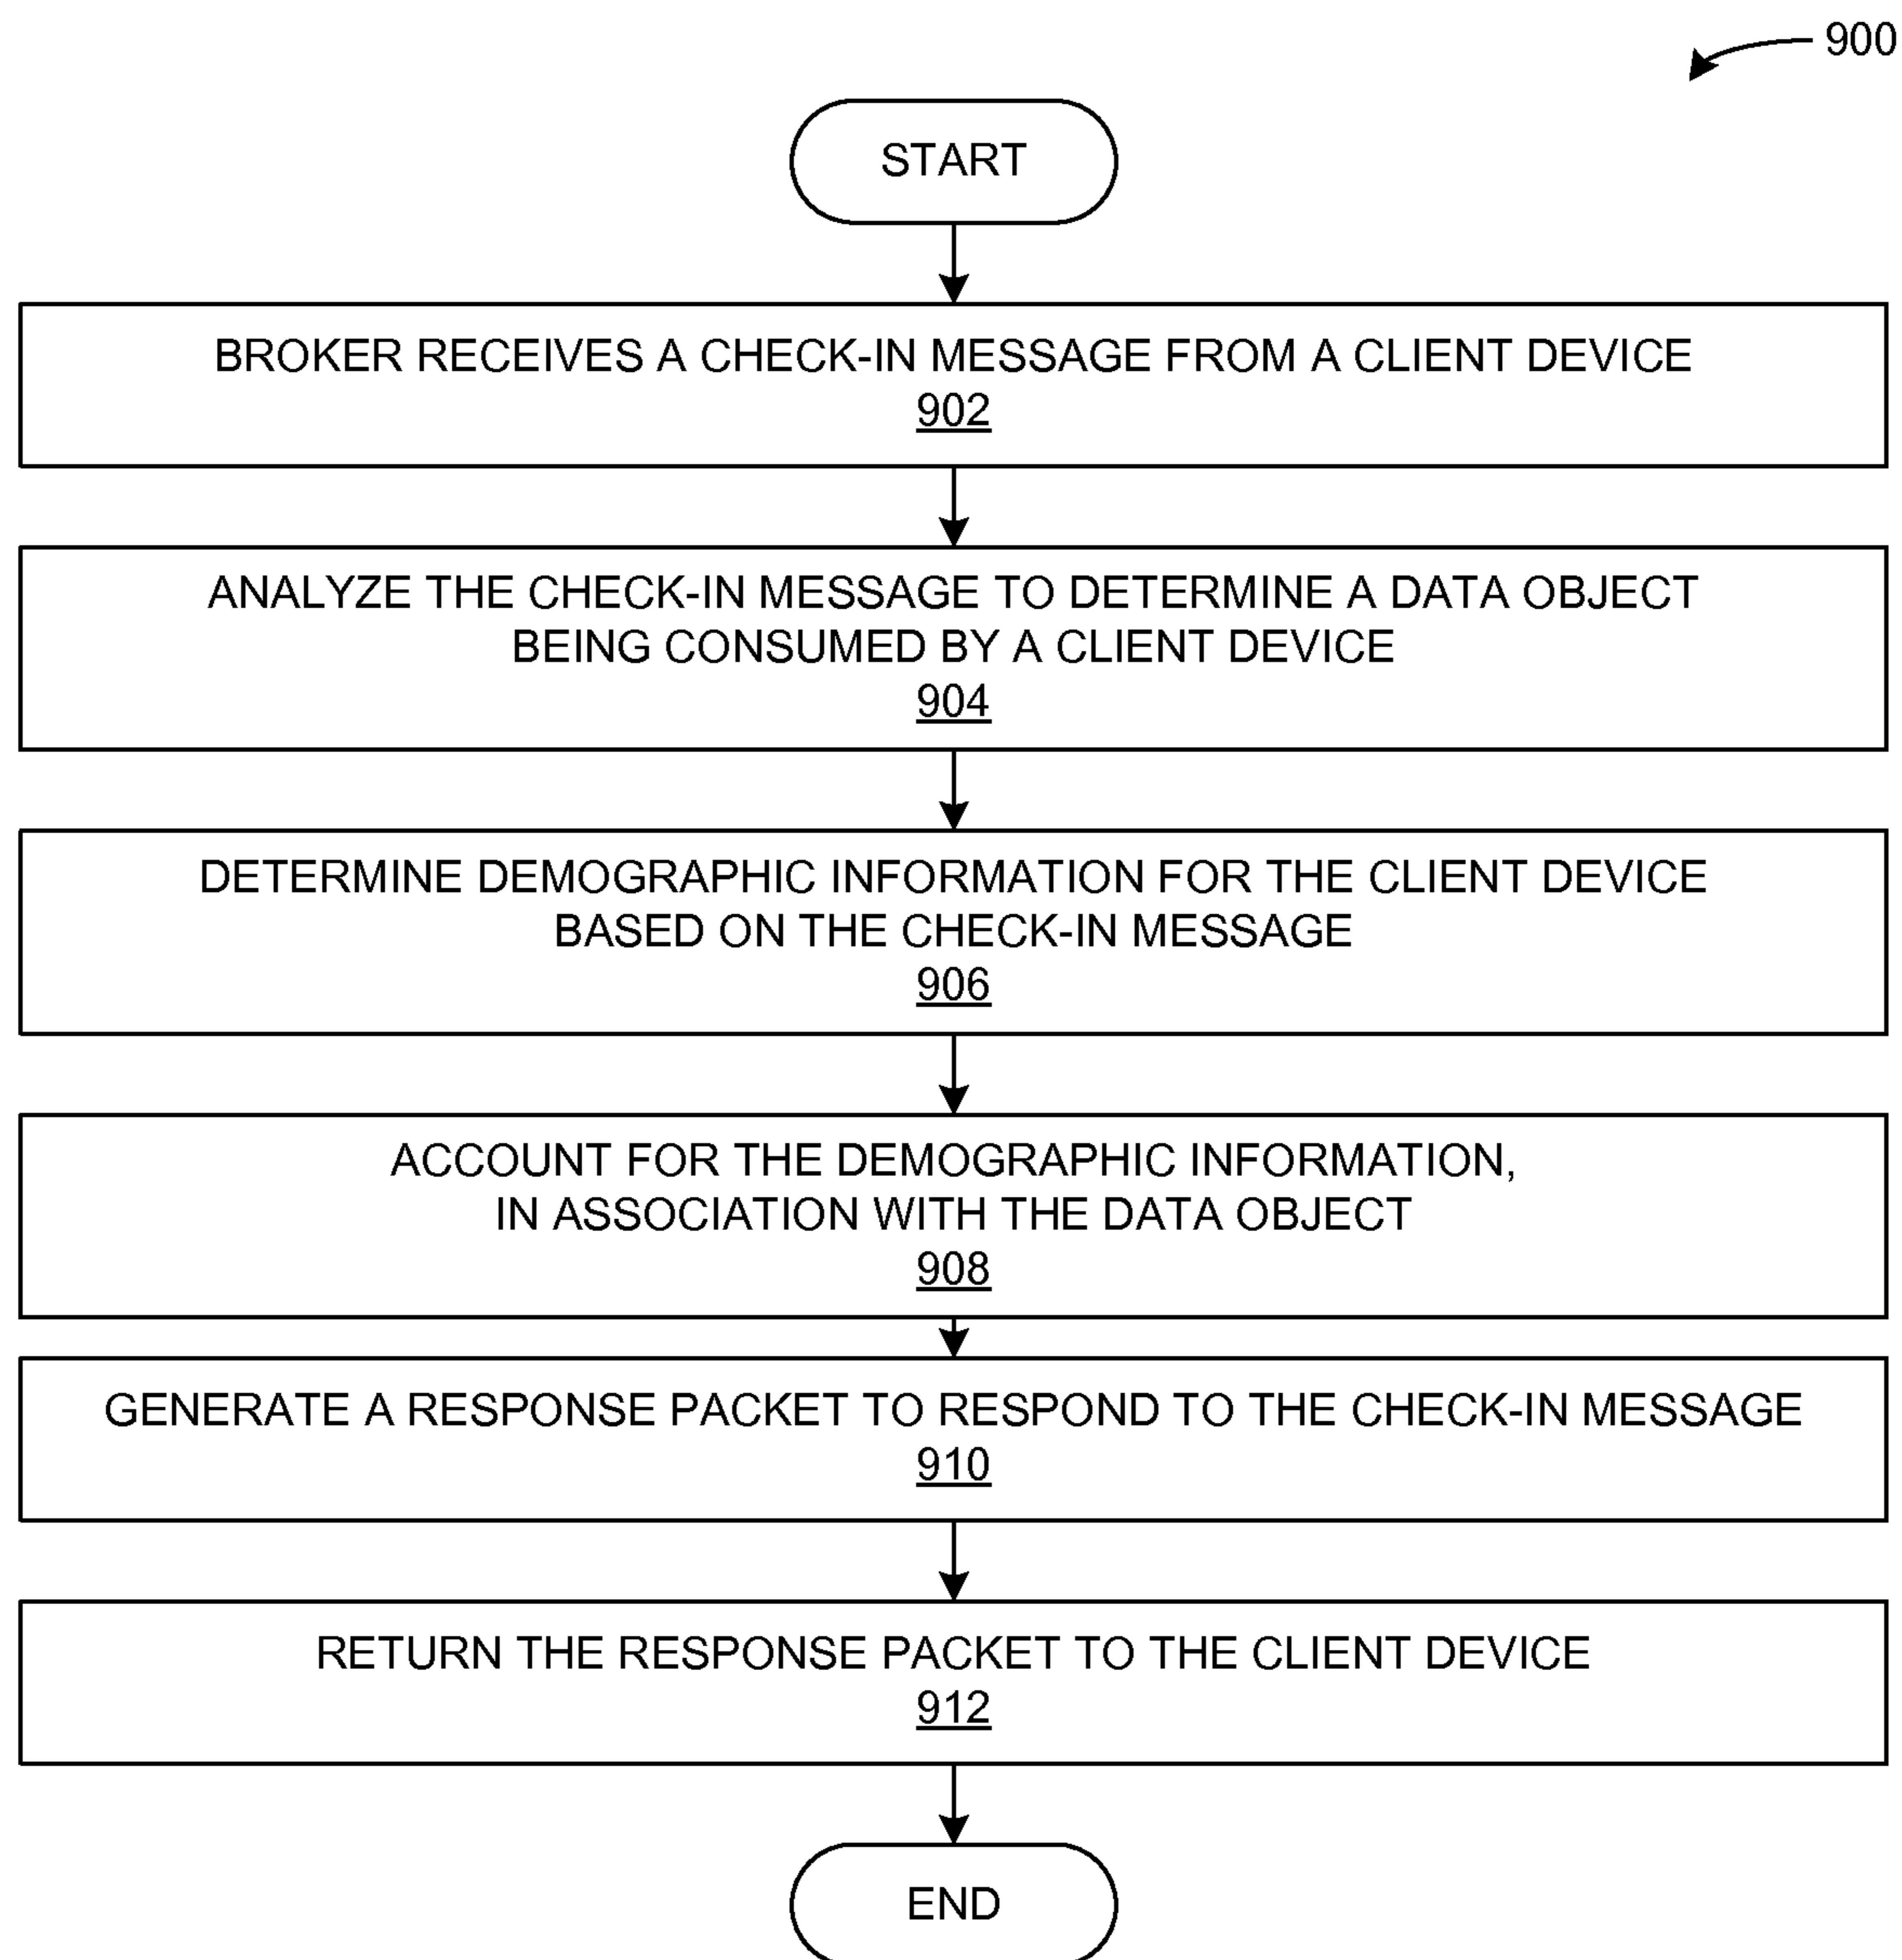 900
START
BROKER RECEIVES A CHECK-IN MESSAGE FROM A CLIENT DEVICE
902
ANALYZE THE CHECK-IN MESSAGE TO DETERMINE A DATA OBJECT
BEING CONSUMED BY A CLIENT DEVICE
904
DETERMINE DEMOGRAPHIC INFORMATION FOR THE CLIENT DEVICE
BASED ON THE CHECK-IN MESSAGE
906
ACCOUNT FOR THE DEMOGRAPHIC INFORMATION,
IN ASSOCIATION WITH THE DATA OBJECT
908
GENERATE A RESPONSE PACKET TO RESPOND TO THE CHECK-IN MESSAGE
910
RETURN THE RESPONSE PACKET TO THE CLIENT DEVICE
912
END